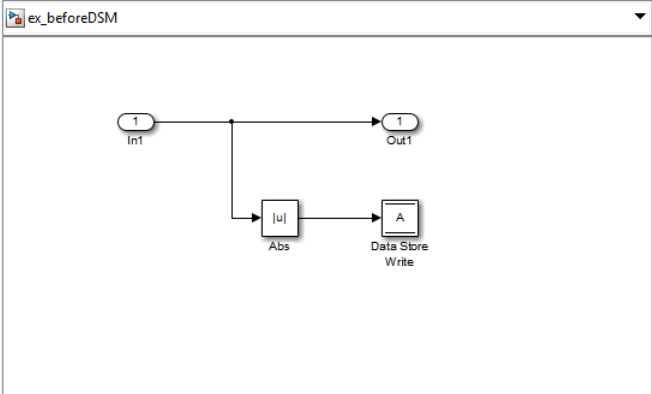 ex_beforeDSM
1
1
In1
Out1
|u|
A
Abs
Data Store
Write